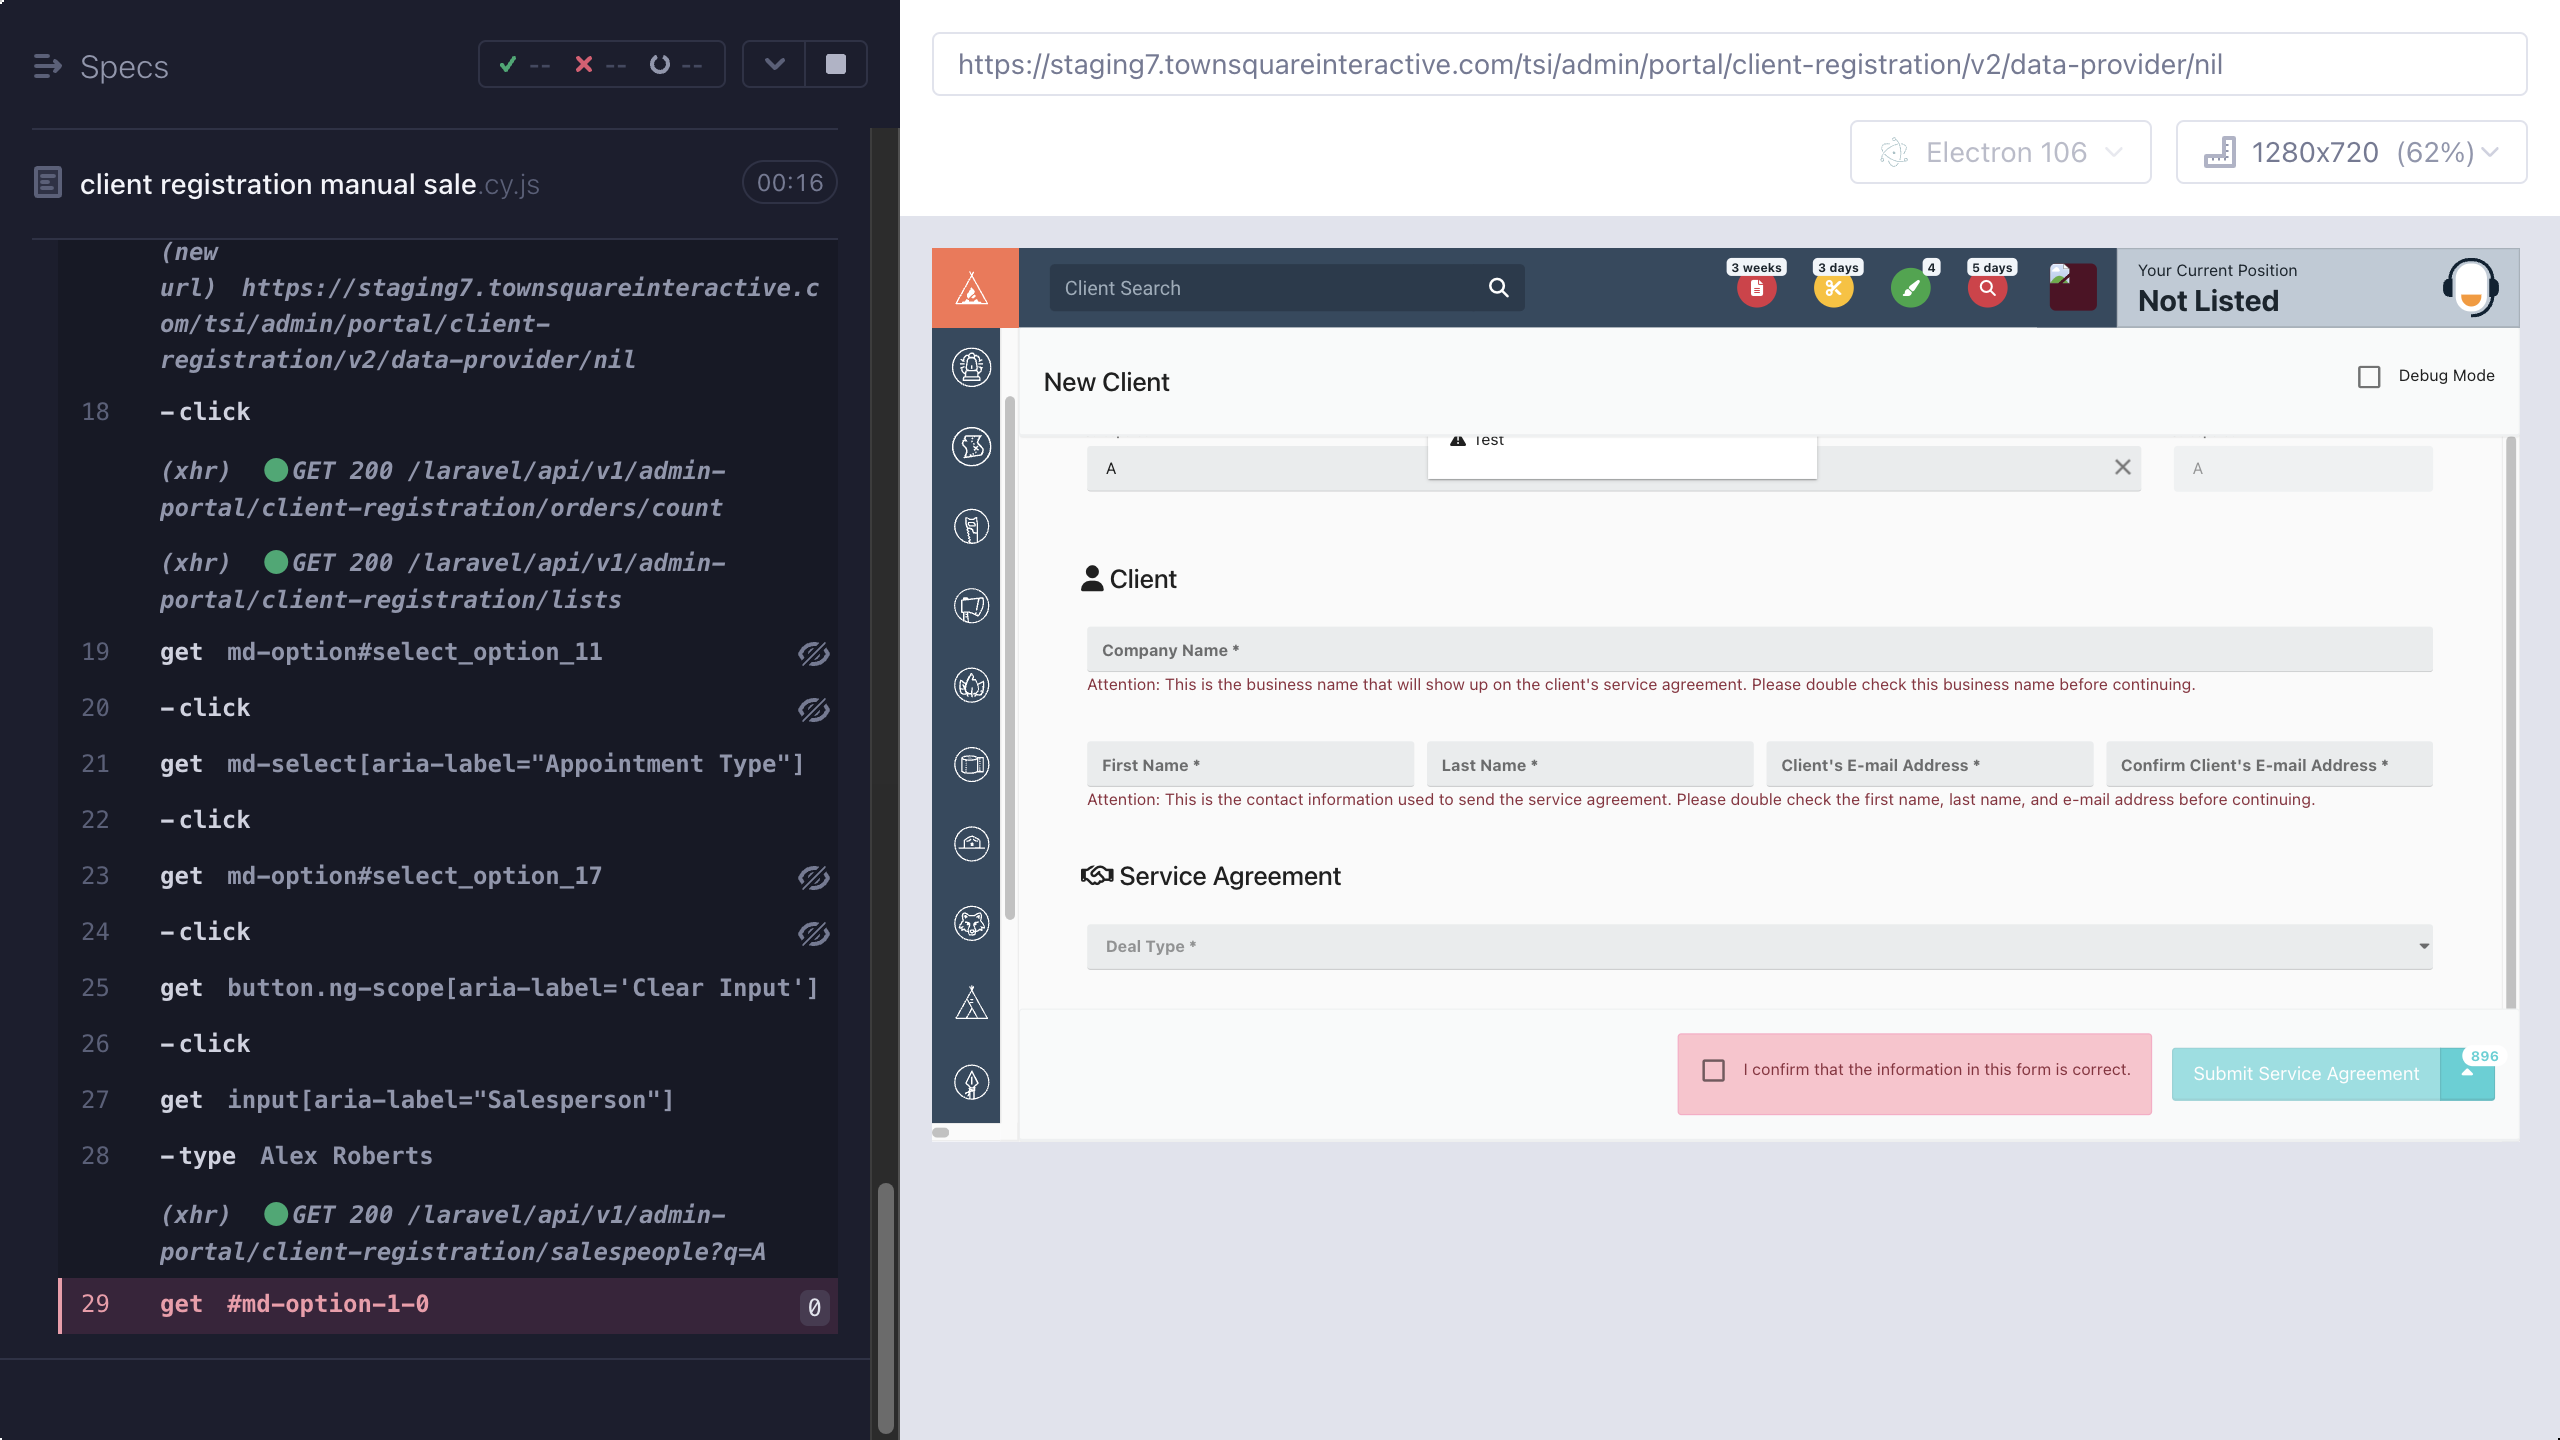 Specs
--
--
--
client registration manual sale.cy.js
00:16
(new
url) https://staging7.townsquareinteractive.c
om/tsi/admin/portal/client-
registration/v2/data-provider/nil
18 -click
(xhr) GET 200 /laravel/api/v1/admin-
portal/client-registration/orders/count
(xhr) GET 200 /laravel/api/v1/admin-
portal/client-registration/lists
19 get md-option#select_option_11
20 -click
21 get md-select[aria-label="Appointment Type"]
22 -click
23 get md-option#select_option_17
24 -click
25 get button.ng-scope[aria-label='Clear Input']
26 -click
27 get input[aria-label="Salesperson"]
28 -type Alex Roberts
(xhr) GET 200 /laravel/api/v1/admin-
portal/client-registration/salespeople?q=A
29 get #md-option-1-0 0
https://staging7.townsquareinteractive.com/tsi/admin/portal/client-registration/v2/data-provider/nil
Electron 106
1280x720 (62%)
Client Search
3 weeks
3 days
4
5 days
Your Current Position
Not Listed
New Client
Debug Mode
Test
A
A
Client
Company Name *
Attention: This is the business name that will show up on the client's service agreement. Please double check this business name before continuing.
First Name *
Last Name *
Client's E-mail Address *
Confirm Client's E-mail Address *
Attention: This is the contact information used to send the service agreement. Please double check the first name, last name, and e-mail address before continuing.
Service Agreement
Deal Type *
I confirm that the information in this form is correct.
Submit Service Agreement
896